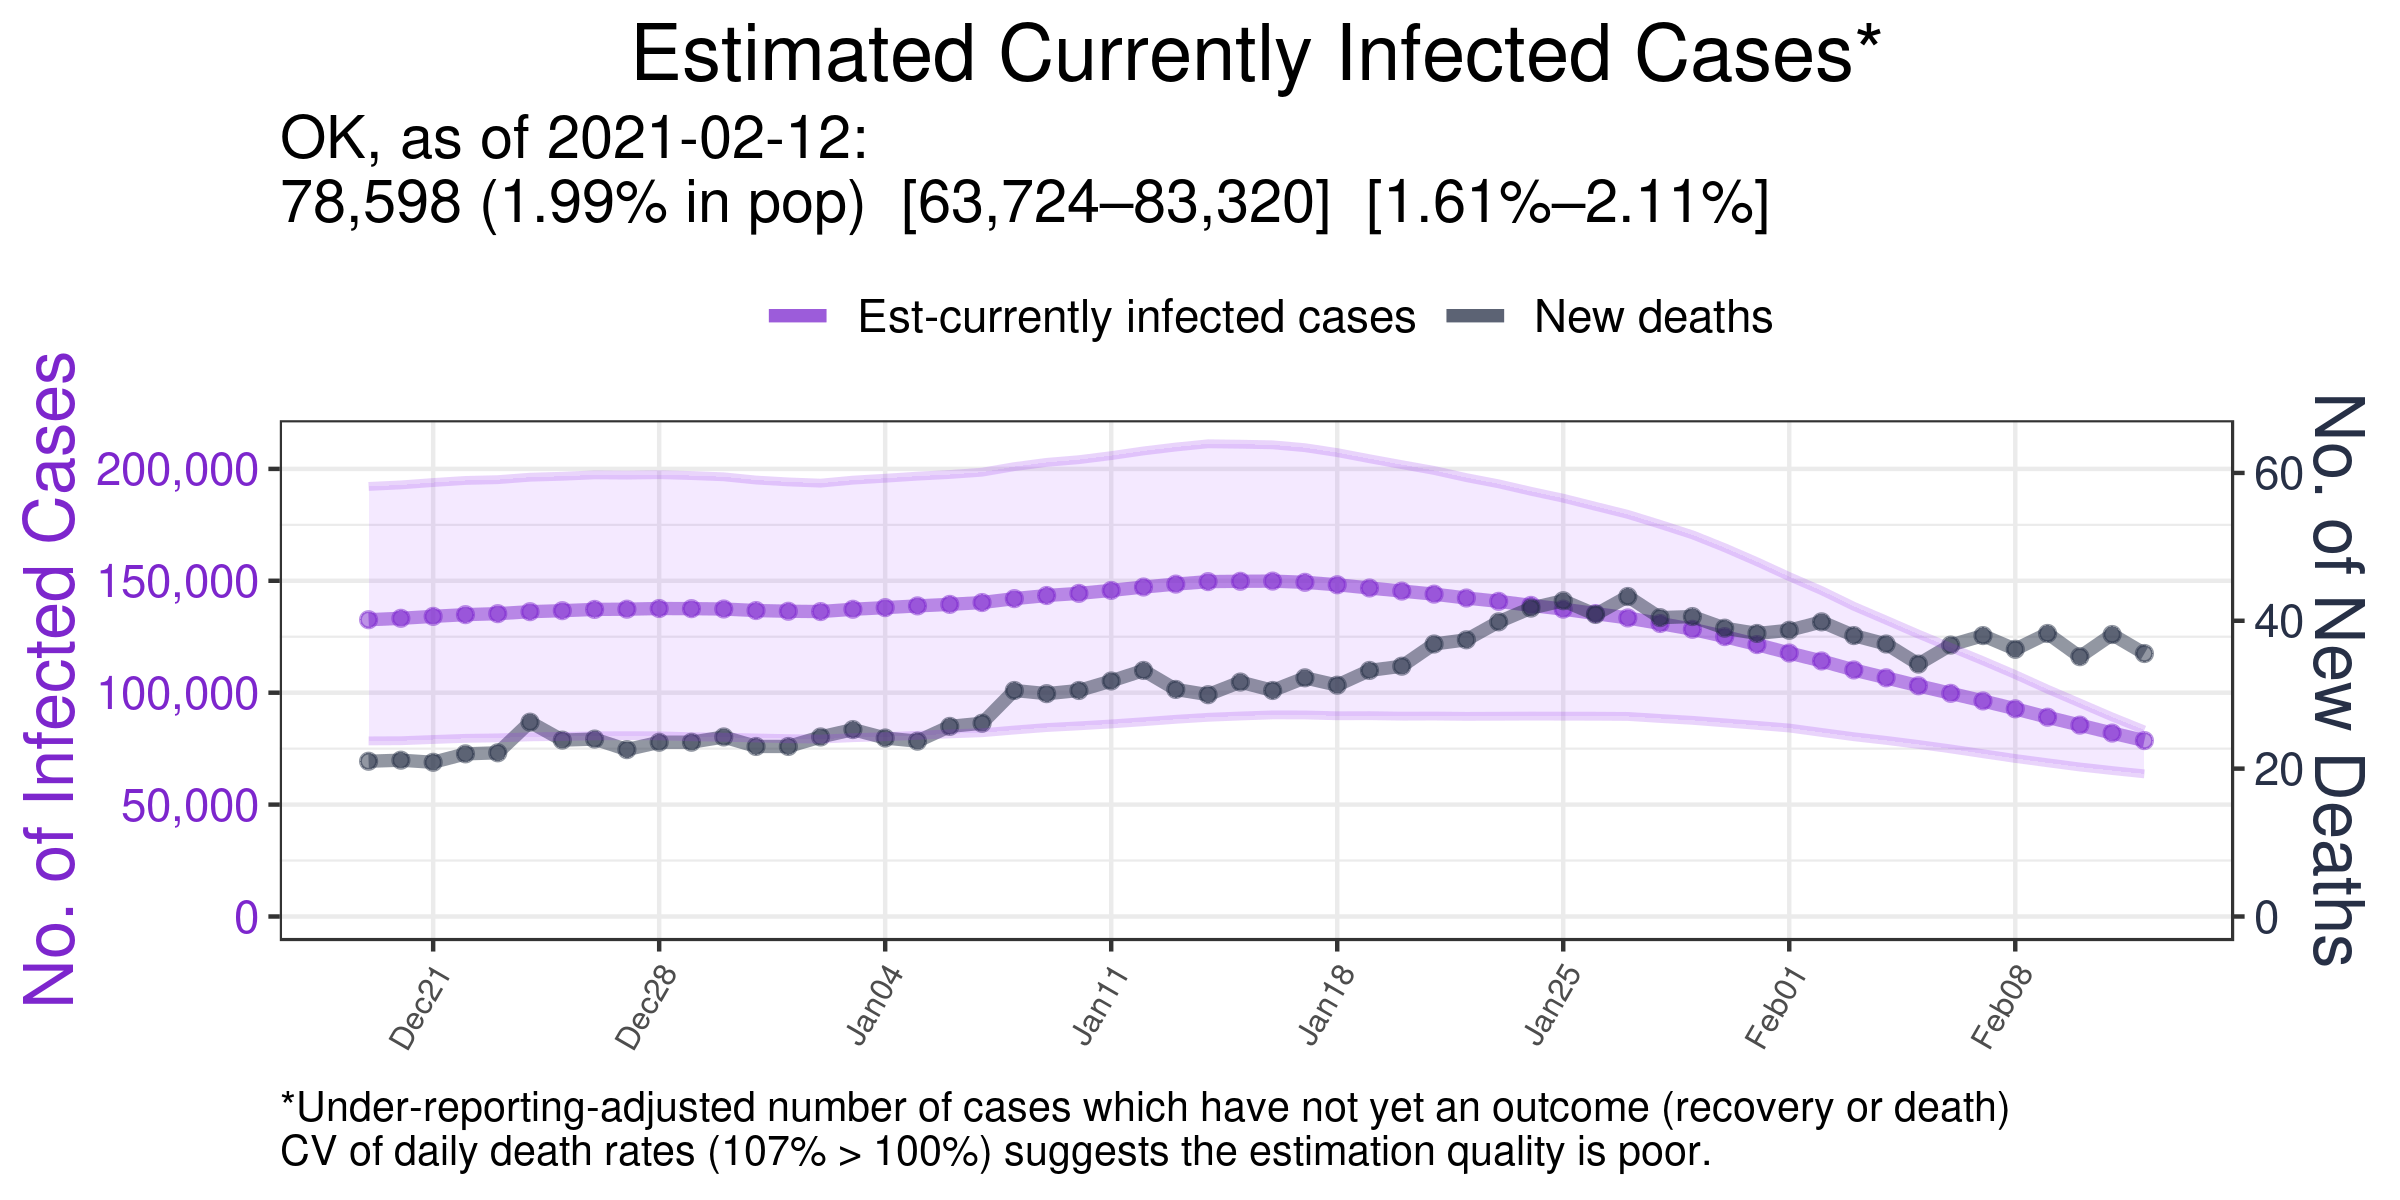 Estimated Currently Infected Cases*
OK, as of 2021-02-12:
78,598 (1.99% in pop)  [63,724–83,320]  [1.61%–2.11%]
Est-currently infected cases
New deaths
No. of Infected Cases
200,000
150,000
100,000
50,000
0
60
40
20
0
No. of New Deaths
Dec21
Dec28
Jan04
Jan11
Jan18
Jan25
Feb01
Feb08
*Under-reporting-adjusted number of cases which have not yet an outcome (recovery or death)
CV of daily death rates (107% > 100%) suggests the estimation quality is poor.